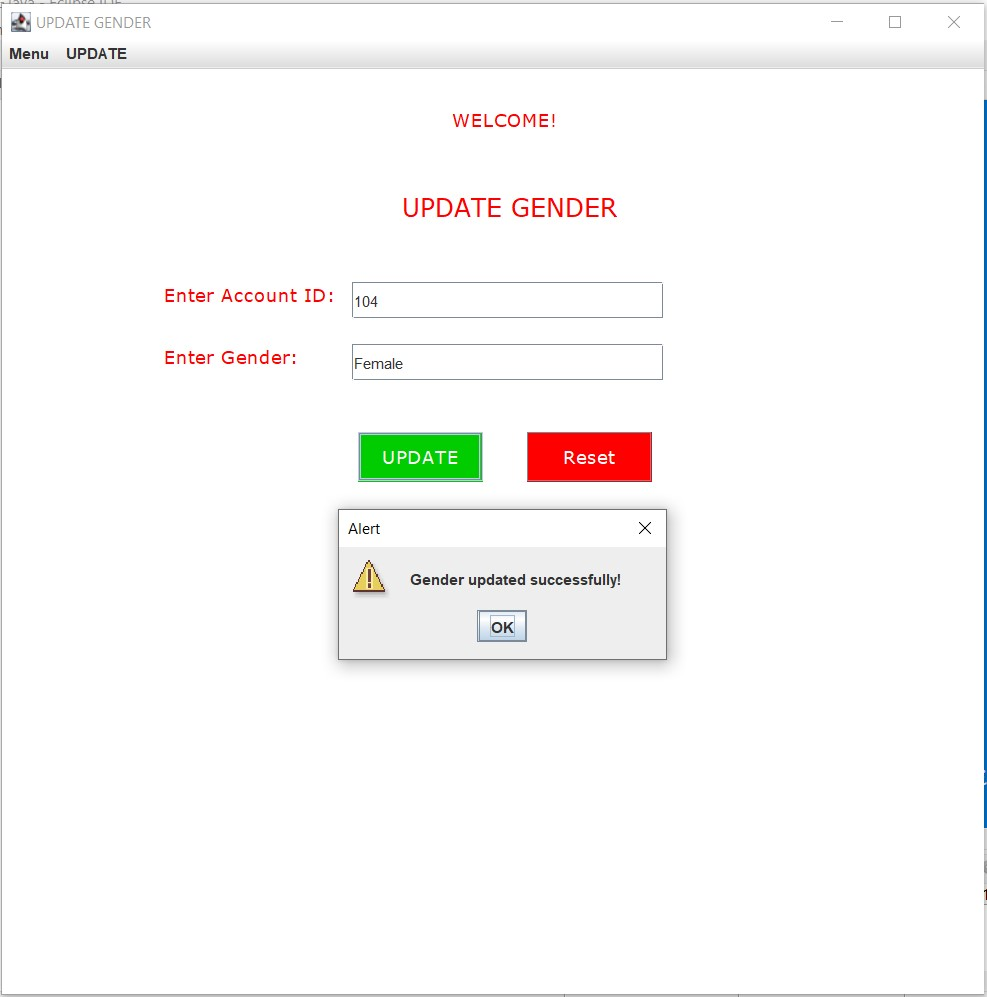 UPDATE GENDER
Menu UPDATE
WELCOME!
UPDATE GENDER
Enter Account ID: 104
Enter Gender: Female
UPDATE Reset
Alert
Gender updated successfully!
OK